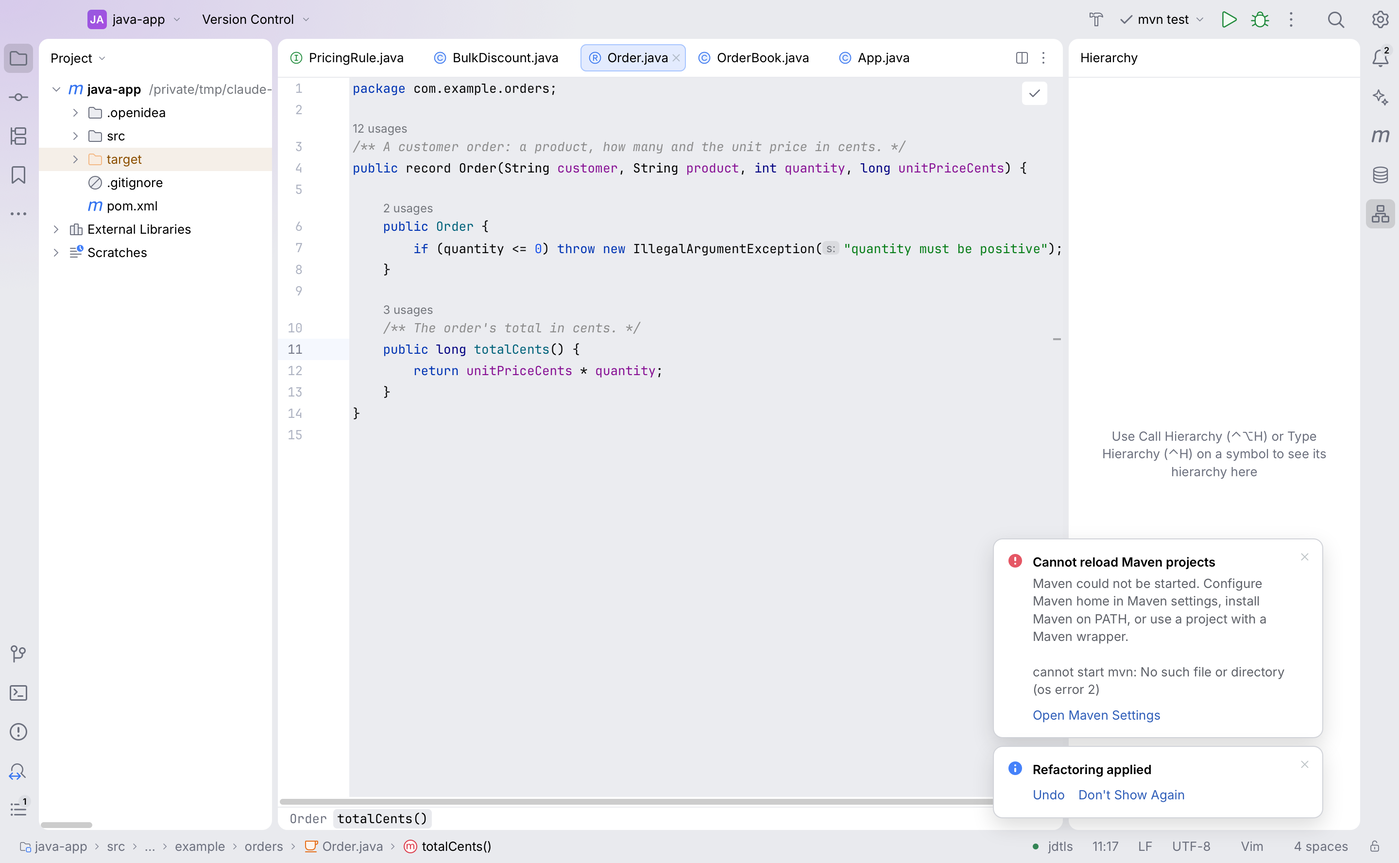 JA java-app Version Control mvn test
Project
PricingRule.java BulkDiscount.java Order.java OrderBook.java App.java
Hierarchy
2
m java-app /private/tmp/claude-
.openidea
src
target
.gitignore
m pom.xml
External Libraries
Scratches
1 package com.example.orders;
2
12 usages
3 /** A customer order: a product, how many and the unit price in cents. */
4 public record Order(String customer, String product, int quantity, long unitPriceCents) {
5
2 usages
6 public Order {
7 if (quantity <= 0) throw new IllegalArgumentException( s: "quantity must be positive");
8 }
9
3 usages
10 /** The order's total in cents. */
11 public long totalCents() {
12 return unitPriceCents * quantity;
13 }
14 }
15
Use Call Hierarchy (^⌥H) or Type
Hierarchy (^H) on a symbol to see its
hierarchy here
Cannot reload Maven projects
Maven could not be started. Configure
Maven home in Maven settings, install
Maven on PATH, or use a project with a
Maven wrapper.
cannot start mvn: No such file or directory
(os error 2)
Open Maven Settings
Refactoring applied
Undo Don't Show Again
1
Order totalCents()
java-app › src › ... › example › orders › Order.java › m totalCents()
jdtls 11:17 LF UTF-8 Vim 4 spaces